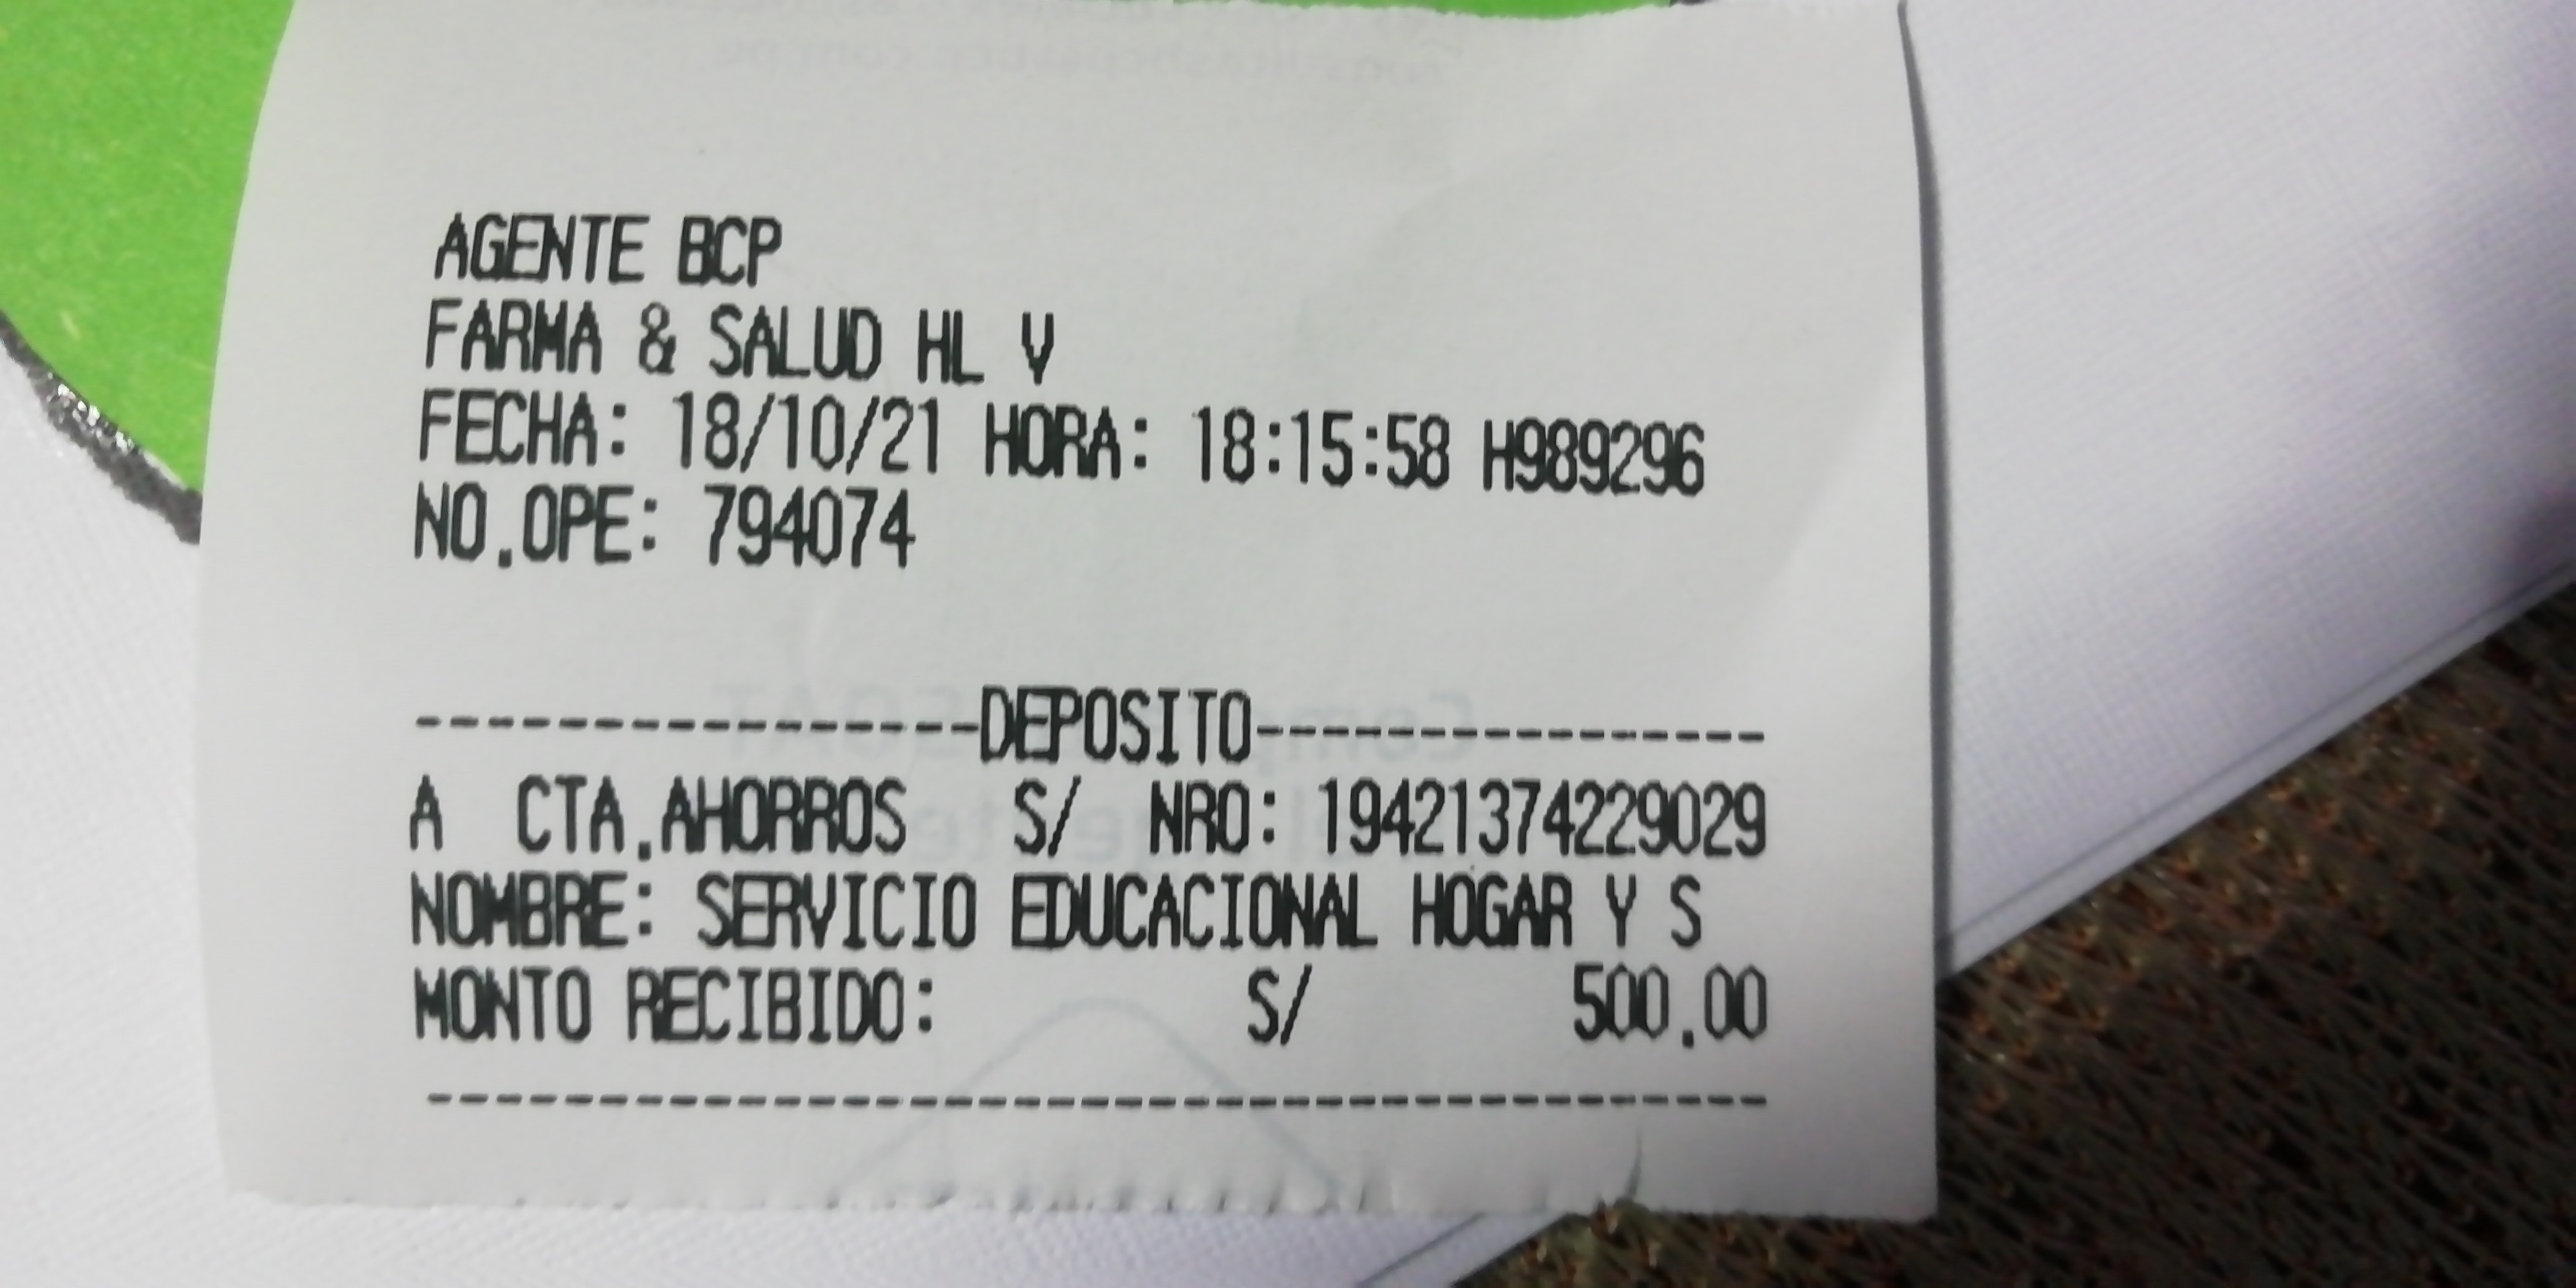 AGENTE BCP
FARMA & SALUD HL V
FECHA: 18/10/21 HORA: 18:15:58 H989296
NO.OPE: 794074
----------------DEPOSITO---------------
A CTA.AHORROS S/ NRO: 19421374229029
NOMBRE: SERVICIO EDUCACIONAL HOGAR Y S
MONTO RECIBIDO: S/ 500.00
---------------------------------------